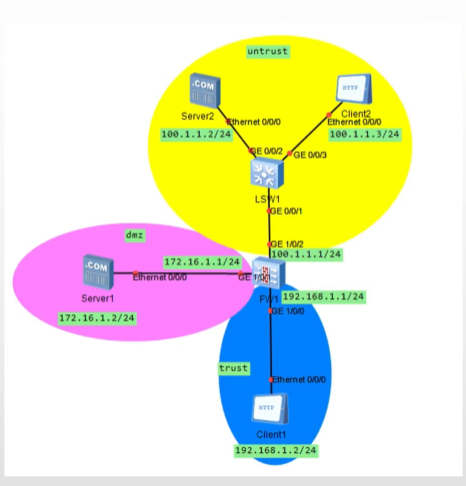 untrust
.COM
HTTP
Server2
Client2
Ethernet 0/0/0
Ethernet 0/0/0
100.1.1.2/24
100.1.1.3/24
GE 0/0/2
GE 0/0/3
LSW1
GE 0/0/1
dmz
GE 1/0/2
100.1.1.1/24
172.16.1.1/24
.COM
Ethernet 0/0/0
GE
Server1
FW1
192.168.1.1/24
GE 1/0/0
172.16.1.2/24
trust
Ethernet 0/0/0
HTTP
Client1
192.168.1.2/24